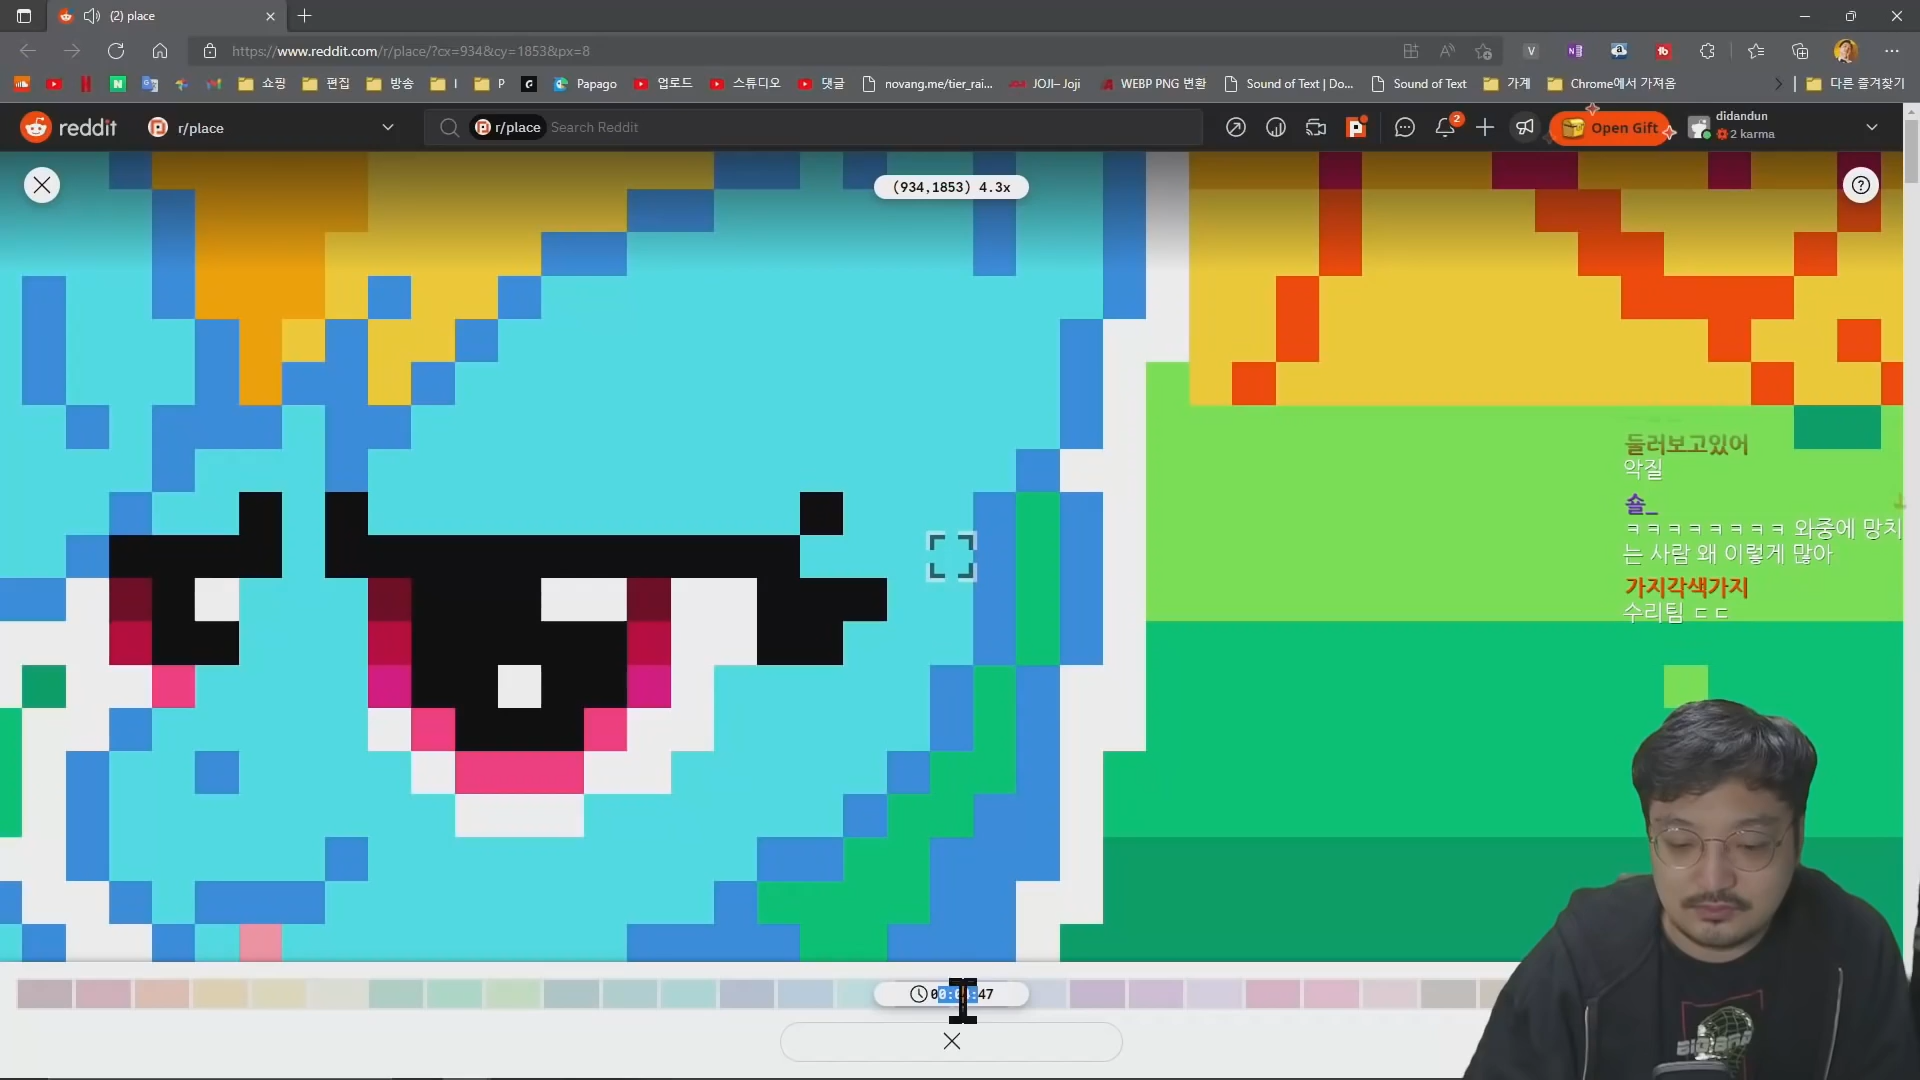 (2) place
https://www.reddit.com/r/place/?cx=934&cy=1853&px=8
쇼핑
편집
방송
I
P
Papago
업로드
스튜디오
댓글
novang.me/tier_rai...
JOJI– Joji
WEBP PNG 변환
Sound of Text | Do...
Sound of Text
가계
Chrome에서 가져옴
다른 즐겨찾기
reddit
r/place
r/place Search Reddit
2
Open Gift
didandun
2 karma
(934,1853) 4.3x
둘러보고있어
악질
숄_
ㅋㅋㅋㅋㅋㅋㅋㅋ 와중에 망치
는 사람 왜 이렇게 많아
가지각색가지
수리팀 ㄷㄷ